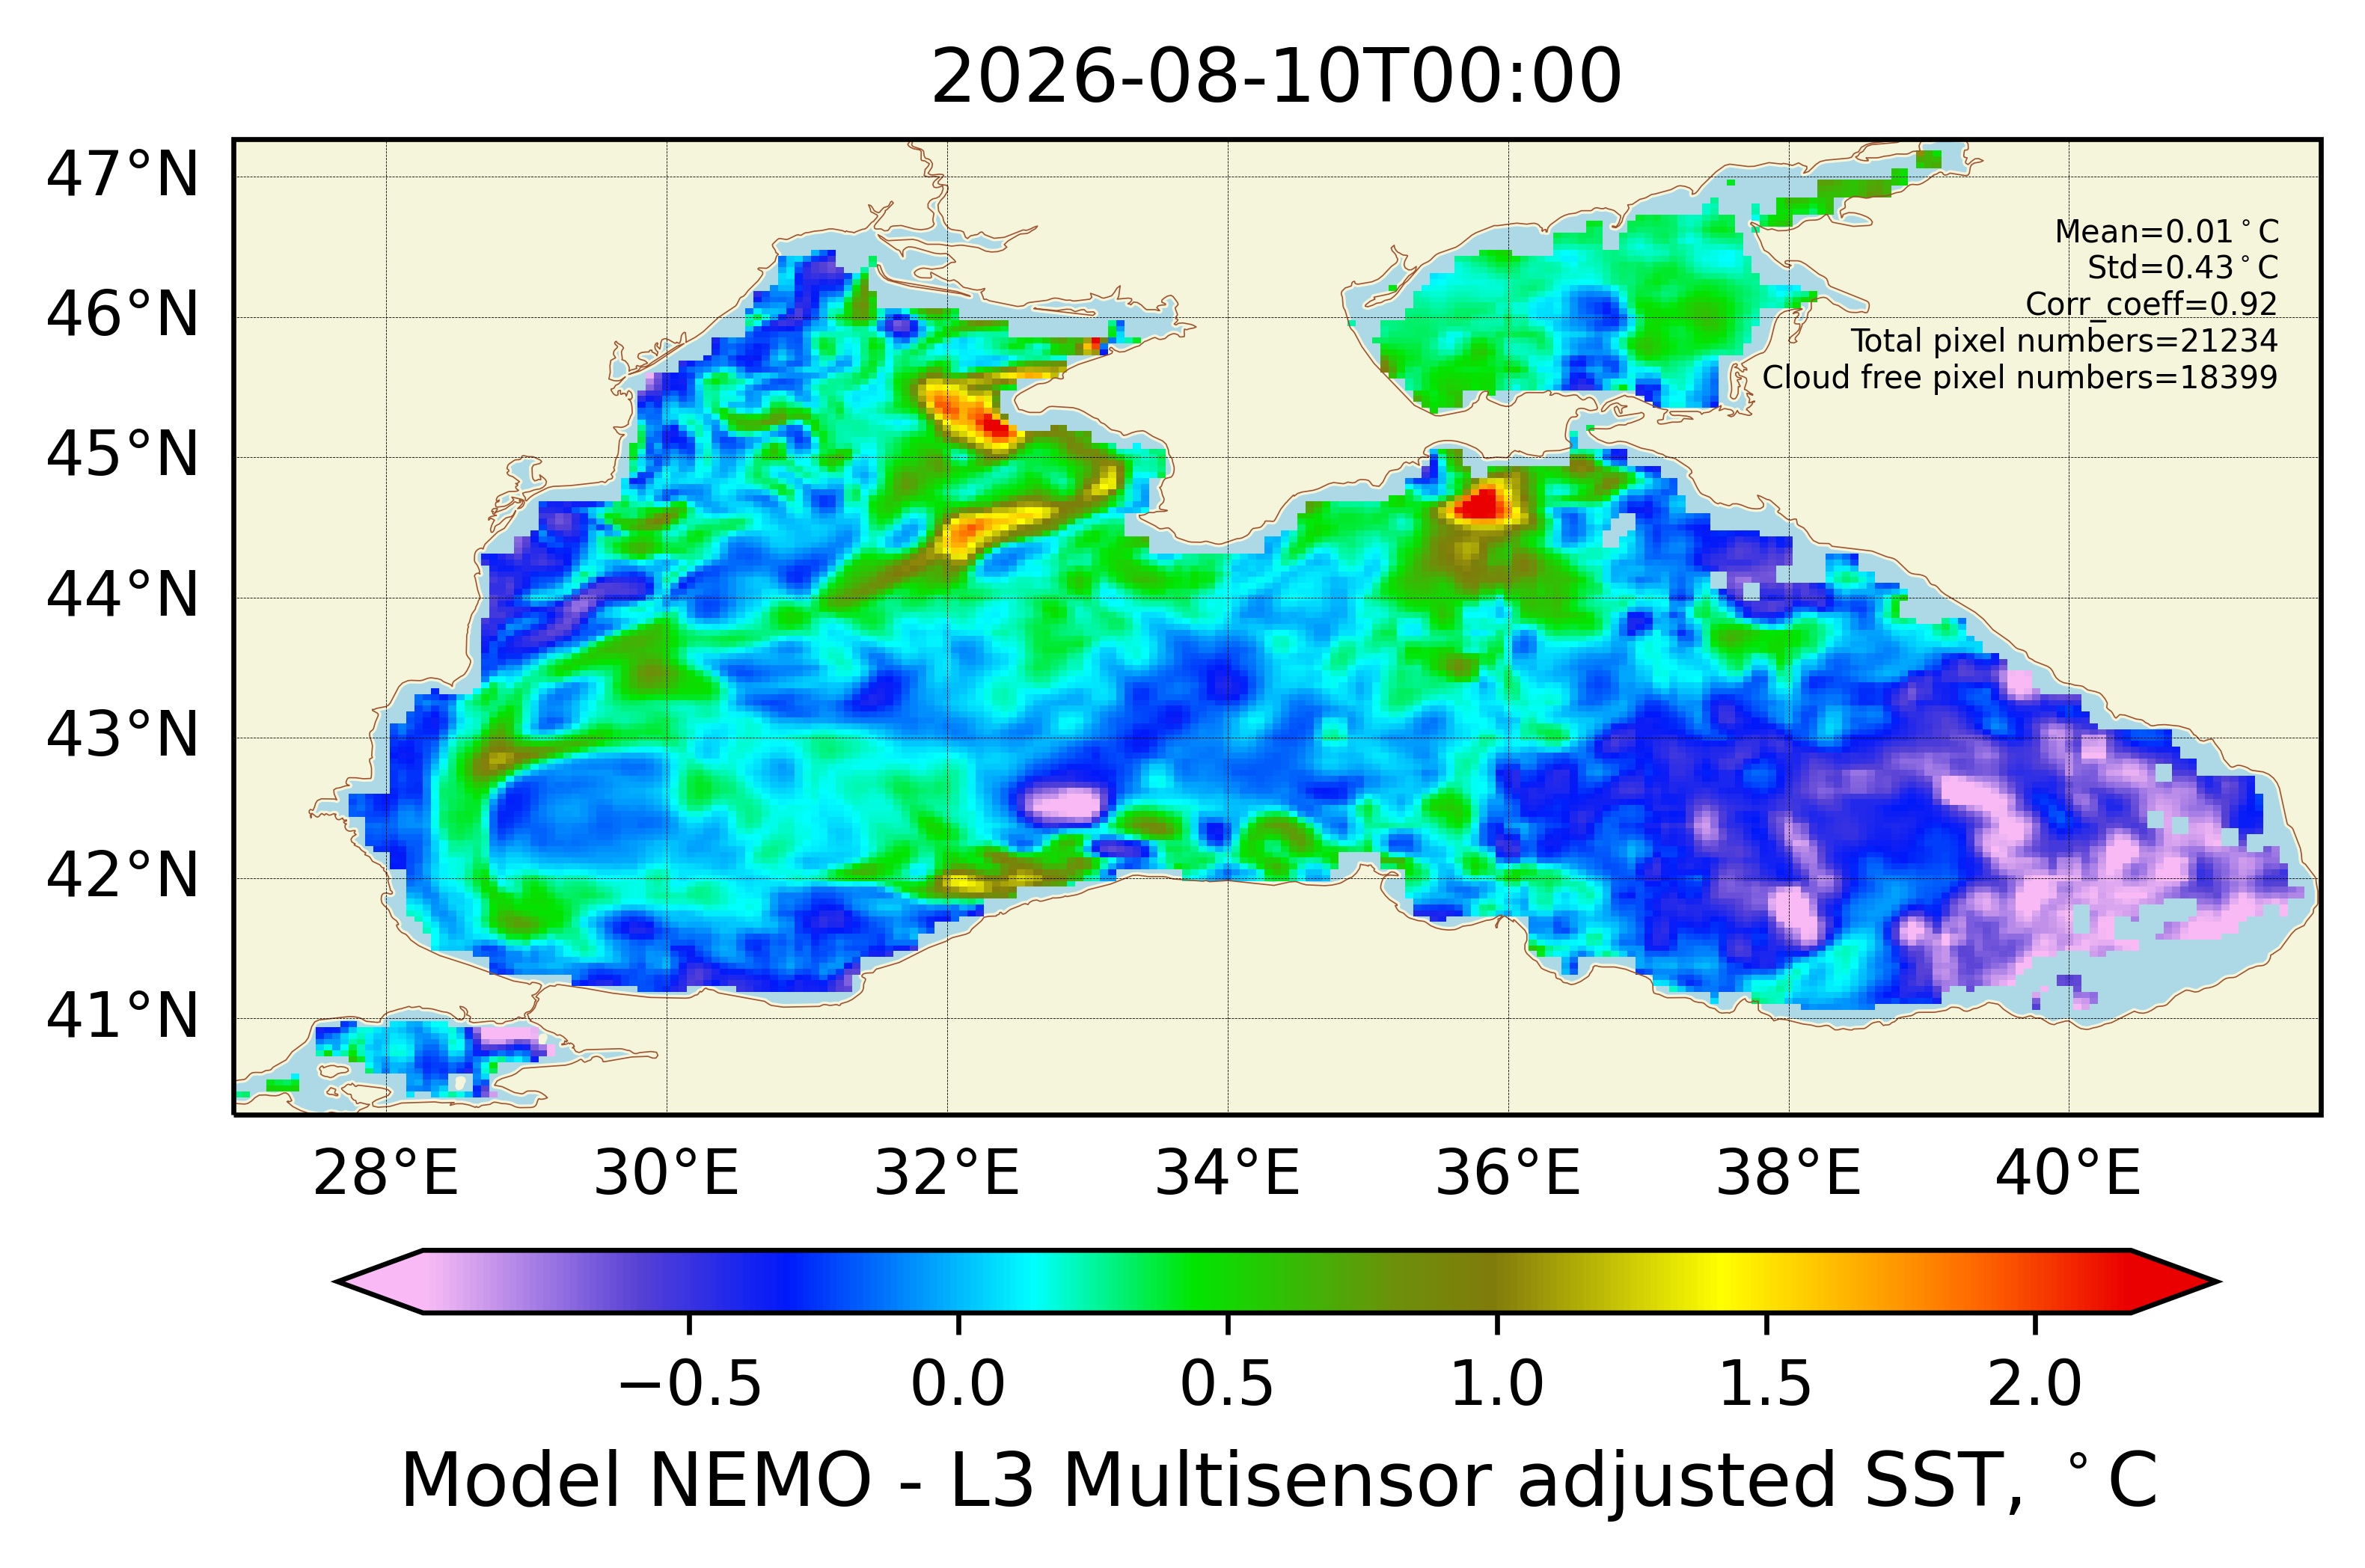 2026-08-10T00:00
47°N
46°N
45°N
44°N
43°N
42°N
41°N
Mean=0.01°C
Std=0.43°C
Corr_coeff=0.92
Total pixel numbers=21234
Cloud free pixel numbers=18399
28°E 30°E 32°E 34°E 36°E 38°E 40°E
−0.5 0.0 0.5 1.0 1.5 2.0
Model NEMO - L3 Multisensor adjusted SST, °C